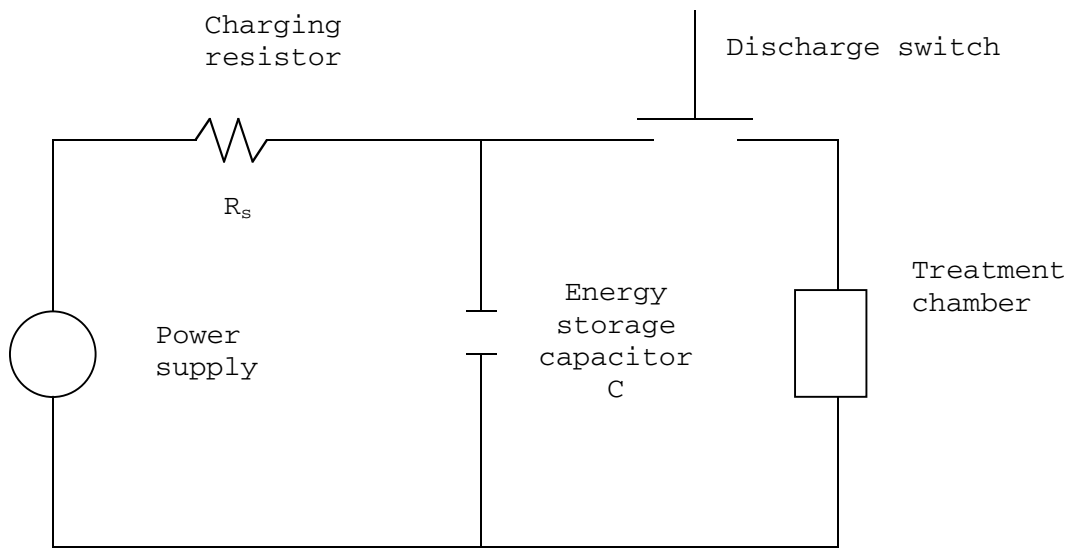 Charging
resistor
Discharge switch
Rs
Treatment
chamber
Energy
storage
capacitor
C
Power
supply